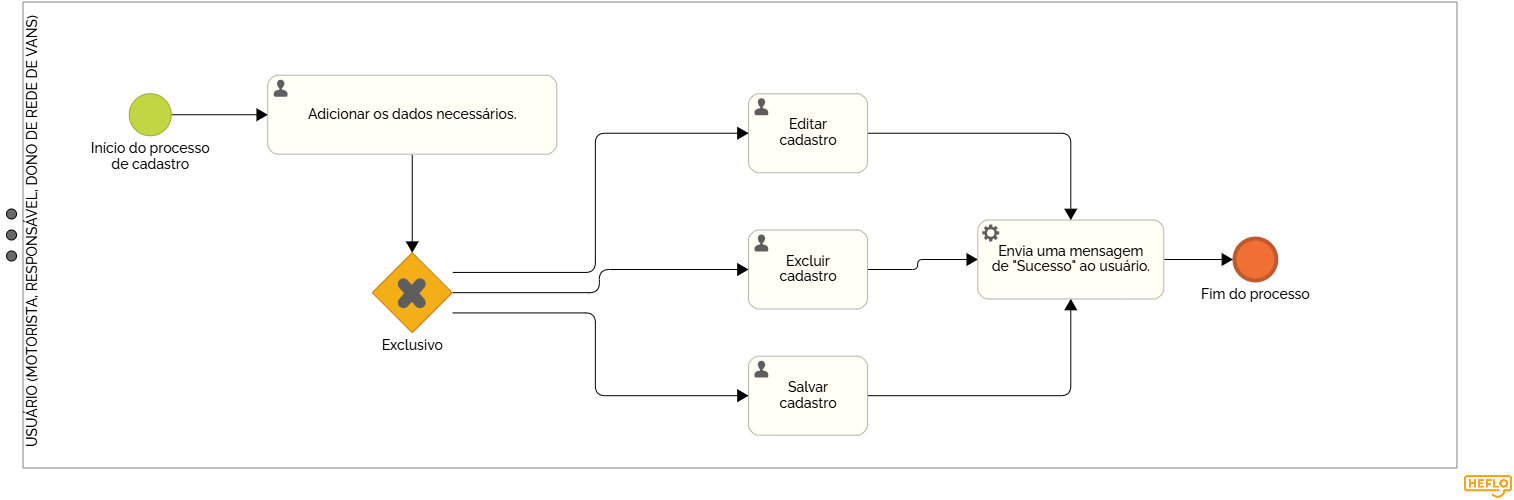 USUÁRIO (MOTORISTA, RESPONSÁVEL, DONO DE REDE DE VANS)
Início do processo
de cadastro
Adicionar os dados necessários.
Exclusivo
Editar
cadastro
Excluir
cadastro
Salvar
cadastro
Envia uma mensagem
de "Sucesso" ao usuário.
Fim do processo
HEFLO